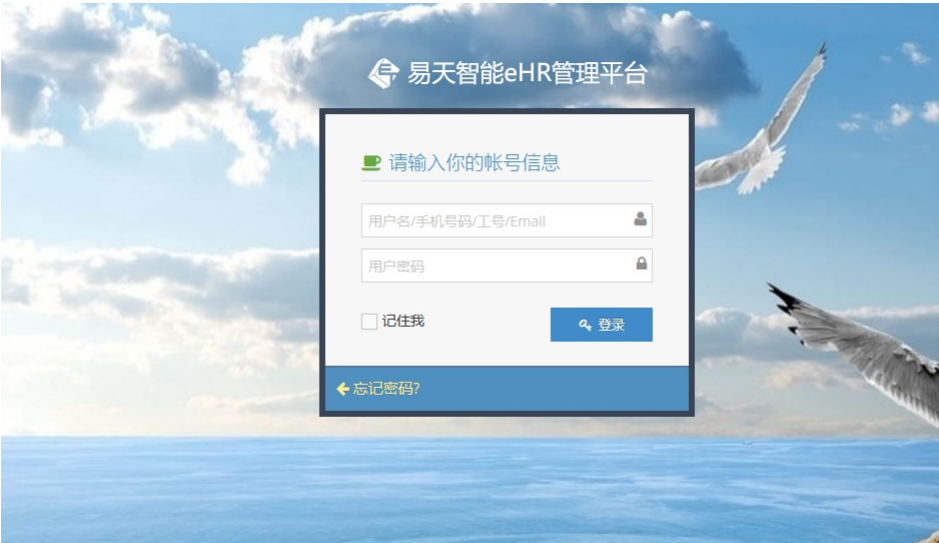 易天智能eHR管理平台
请输入你的帐号信息
用户名/手机号码/工号/Email
用户密码
记住我
登录
忘记密码?